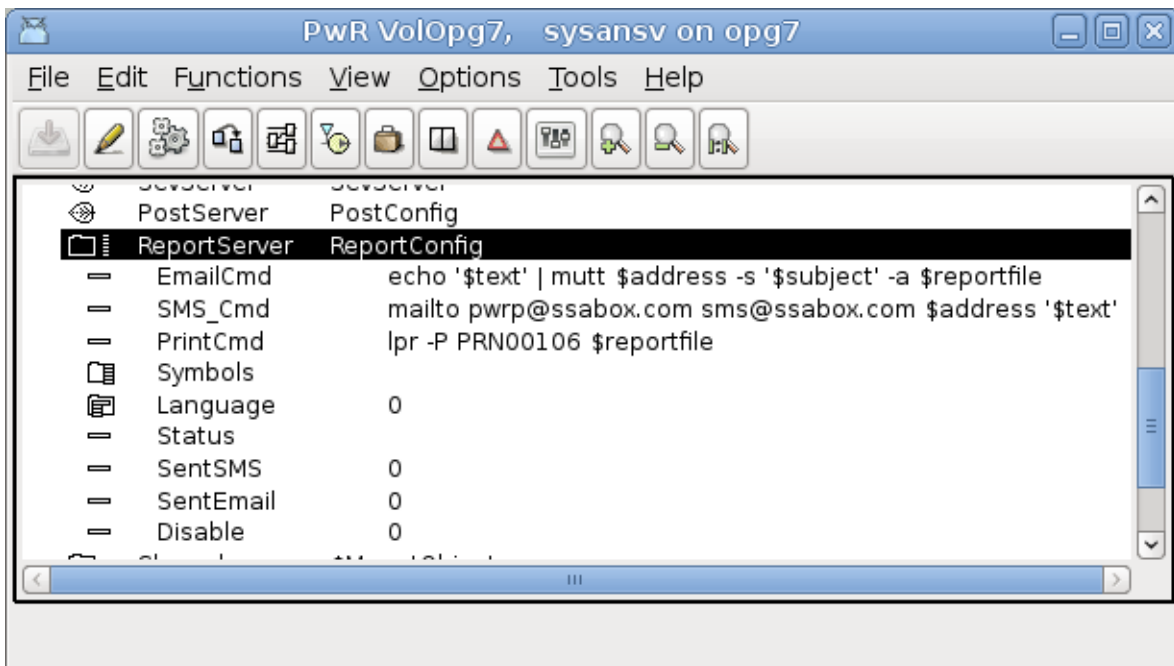 PwR VolOpg7, sysansv on opg7
File Edit Functions View Options Tools Help
PostServer PostConfig
ReportServer ReportConfig
EmailCmd echo '$text' | mutt $address -s '$subject' -a $reportfile
SMS_Cmd mailto pwrp@ssabox.com sms@ssabox.com $address '$text'
PrintCmd lpr -P PRN00106 $reportfile
Symbols
Language 0
Status
SentSMS 0
SentEmail 0
Disable 0